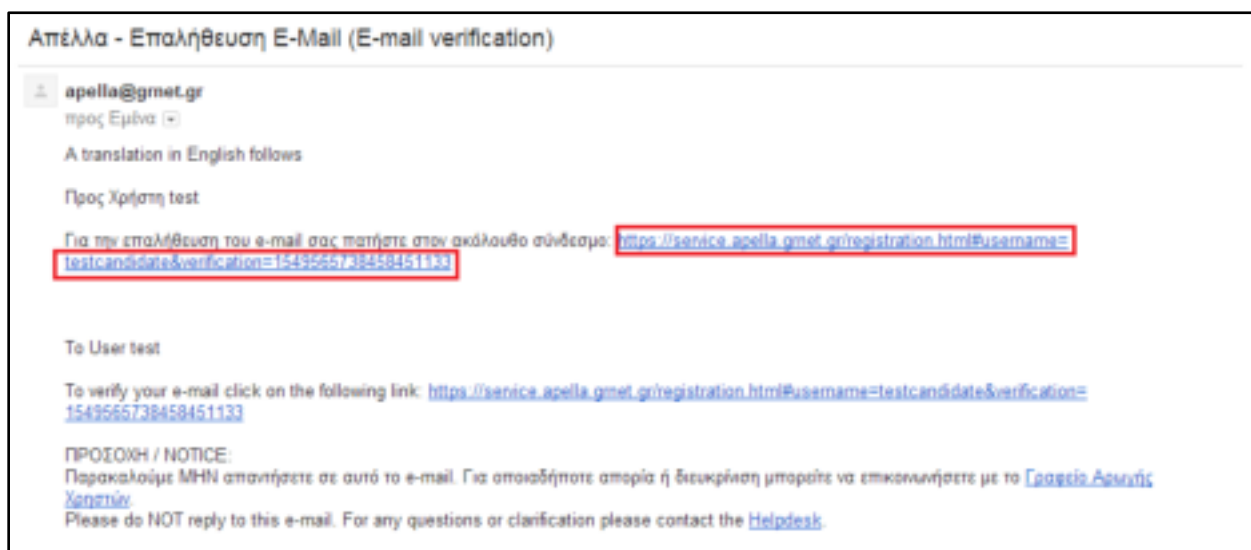 Απέλλα - Επαλήθευση E-Mail (E-mail verification)
apella@grnet.gr
προς Εμένα
A translation in English follows
Προς Χρήστη test
Για την επαλήθευση του e-mail σας πατήστε στον ακόλουθο σύνδεσμο: https://service.apella.grnet.gr/registration.html#username=
testcandidate&verification=1549565738458451133
To User test
To verify your e-mail click on the following link: https://service.apella.grnet.gr/registration.html#username=testcandidate&verification=
1549565738458451133
ΠΡΟΣΟΧΗ / NOTICE:
Παρακαλούμε ΜΗΝ απαντήσετε σε αυτό το e-mail. Για οποιαδήποτε απορία ή διευκρίνιση μπορείτε να επικοινωνήσετε με το Γραφείο Αρωγής
Χρηστών.
Please do NOT reply to this e-mail. For any questions or clarification please contact the Helpdesk.